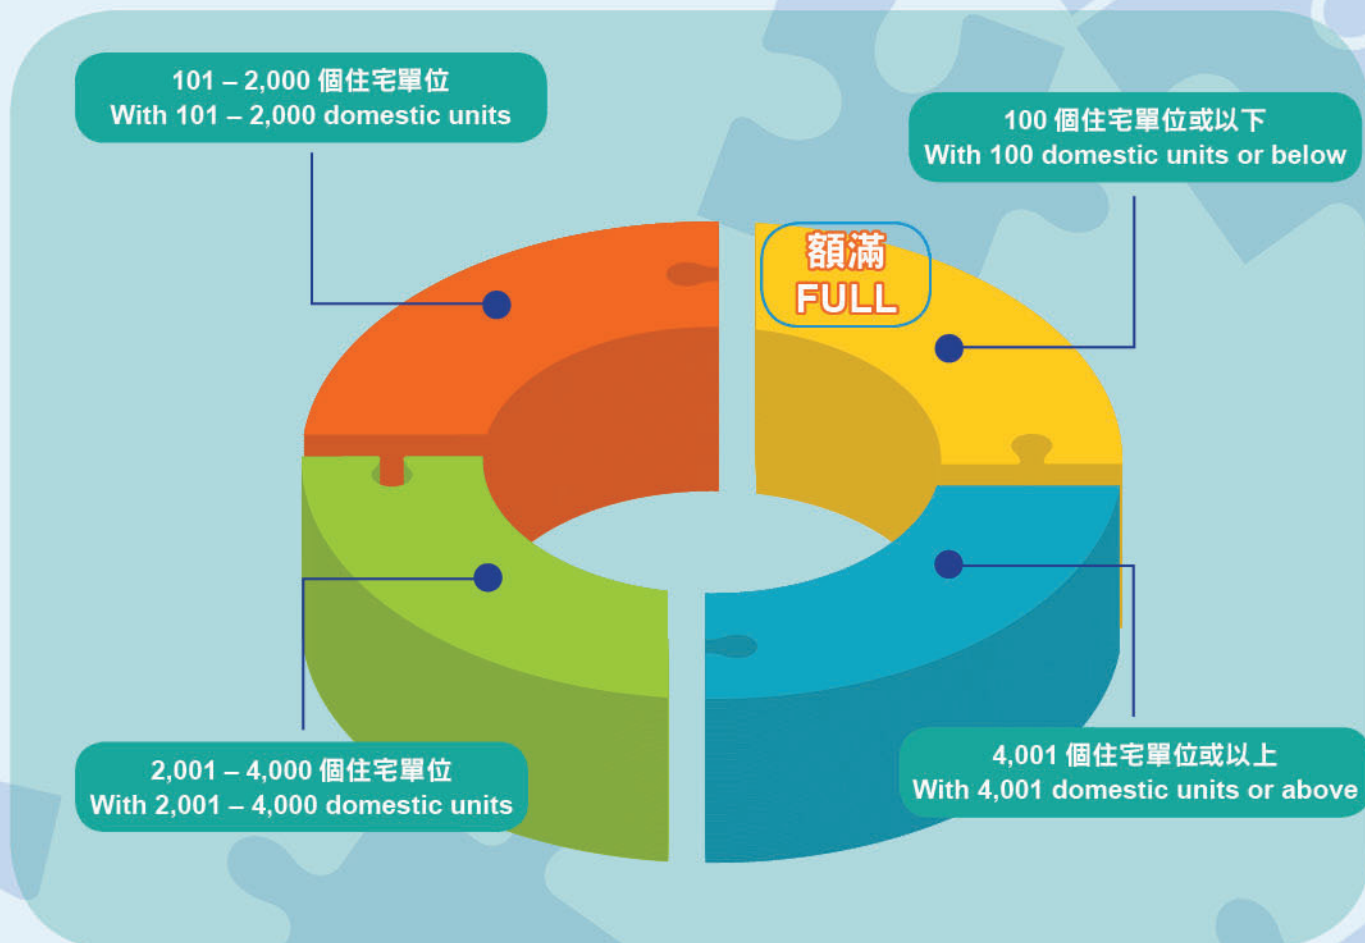 101 – 2,000 個住宅單位
With 101 – 2,000 domestic units
100 個住宅單位或以下
With 100 domestic units or below
額滿
FULL
2,001 – 4,000 個住宅單位
With 2,001 – 4,000 domestic units
4,001 個住宅單位或以上
With 4,001 domestic units or above